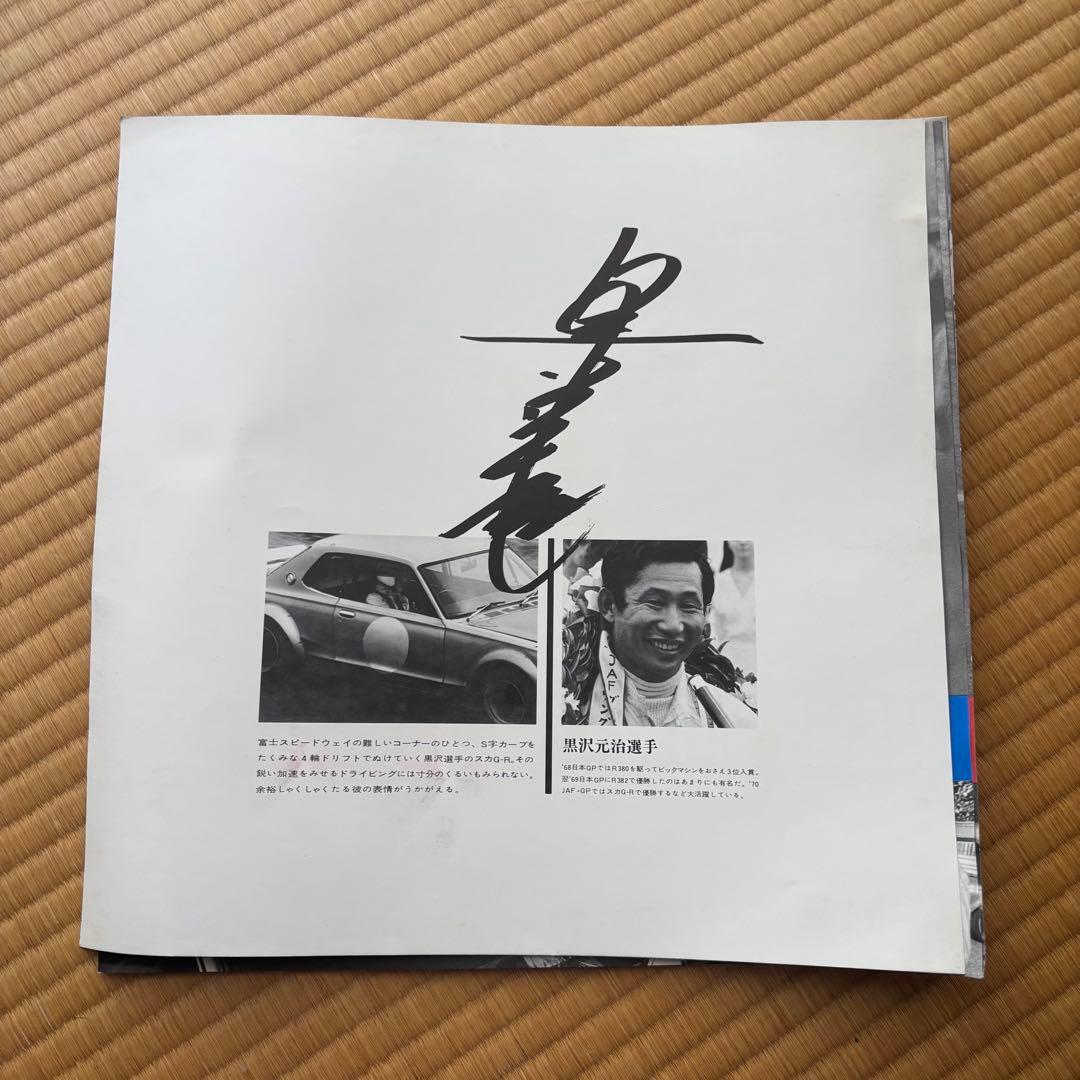 富士スピードウェイの難しいコーナーのひとつ、S字カーブを
たくみな4輪ドリフトでぬけていく黒沢選手のスカG-R。その
鋭い加速をみせるドライビングには寸分のくるいもみられない。
余裕しゃくしゃくたる彼の表情がうかがえる。
JAFグ
ング
黒沢元治選手
'68日本GPではR380を駆ってビックマシンをおさえ3位入賞。
翌'69日本GPにR382で優勝したのはあまりにも有名だ。'70
JAF・GPではスカG-Rで優勝するなど大活躍している。